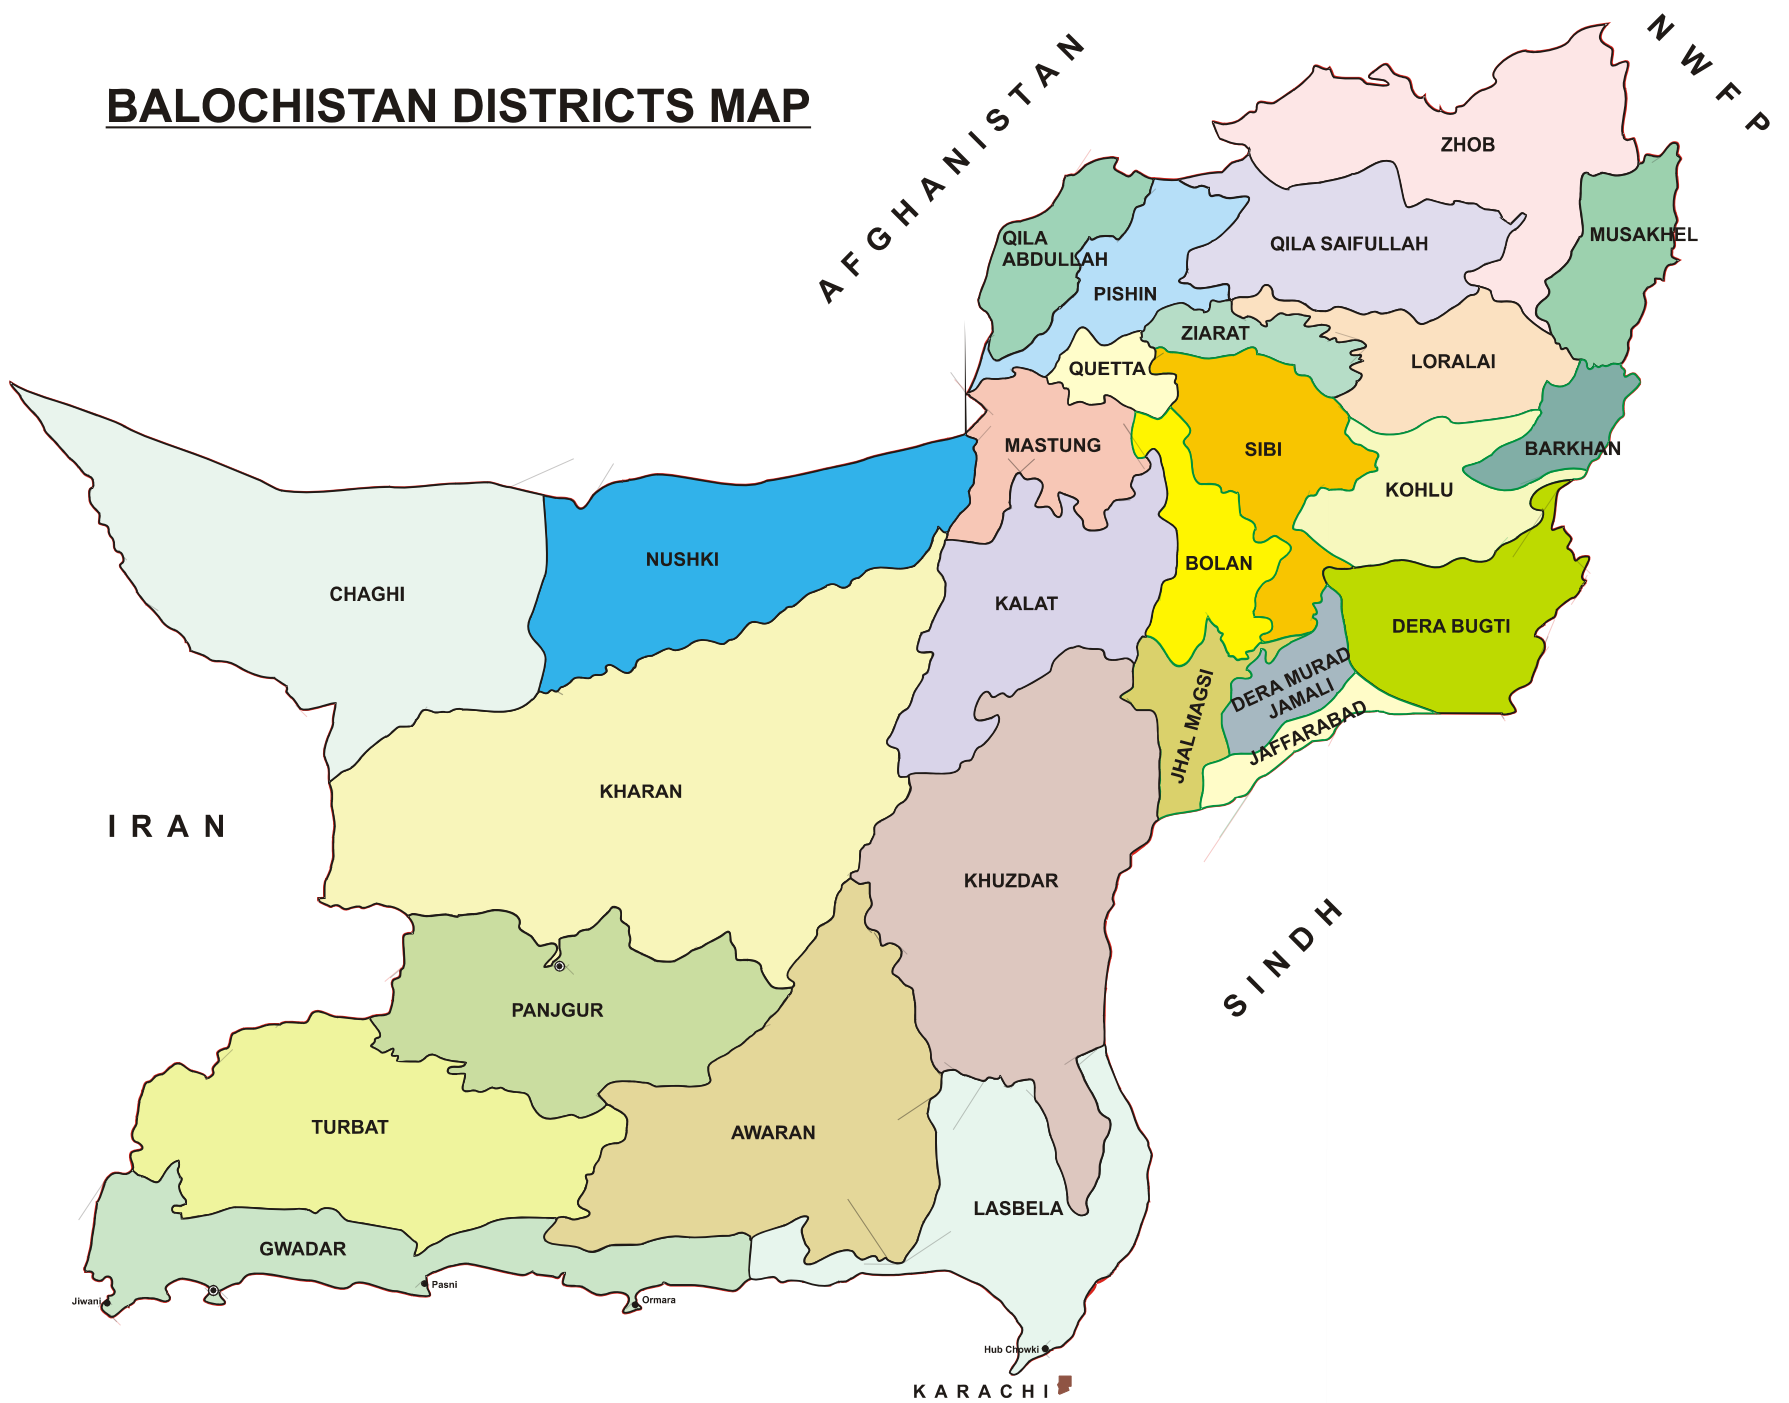 BALOCHISTAN DISTRICTS MAP
AFGHANISTAN
NWFP
ZHOB
MUSAKHEL
QILA
ABDULLAH
QILA SAIFULLAH
PISHIN
ZIARAT
LORALAI
QUETTA
MASTUNG
SIBI
BARKHAN
KOHLU
NUSHKI
CHAGHI
BOLAN
KALAT
DERA BUGTI
DERA MURAD
JAMALI
JHAL MAGSI
JAFFARABAD
KHARAN
IRAN
KHUZDAR
SINDH
PANJGUR
TURBAT
AWARAN
LASBELA
GWADAR
Pasni
Jiwani
Ormara
Hub Chowki
KARACHI